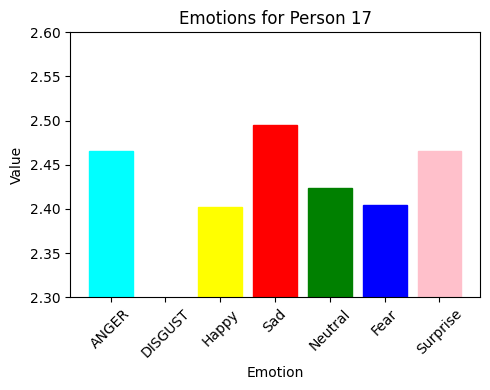 Emotions for Person 17
Value
2.60
2.55
2.50
2.45
2.40
2.35
2.30
ANGER
DISGUST
Happy
Sad
Neutral
Fear
Surprise
Emotion